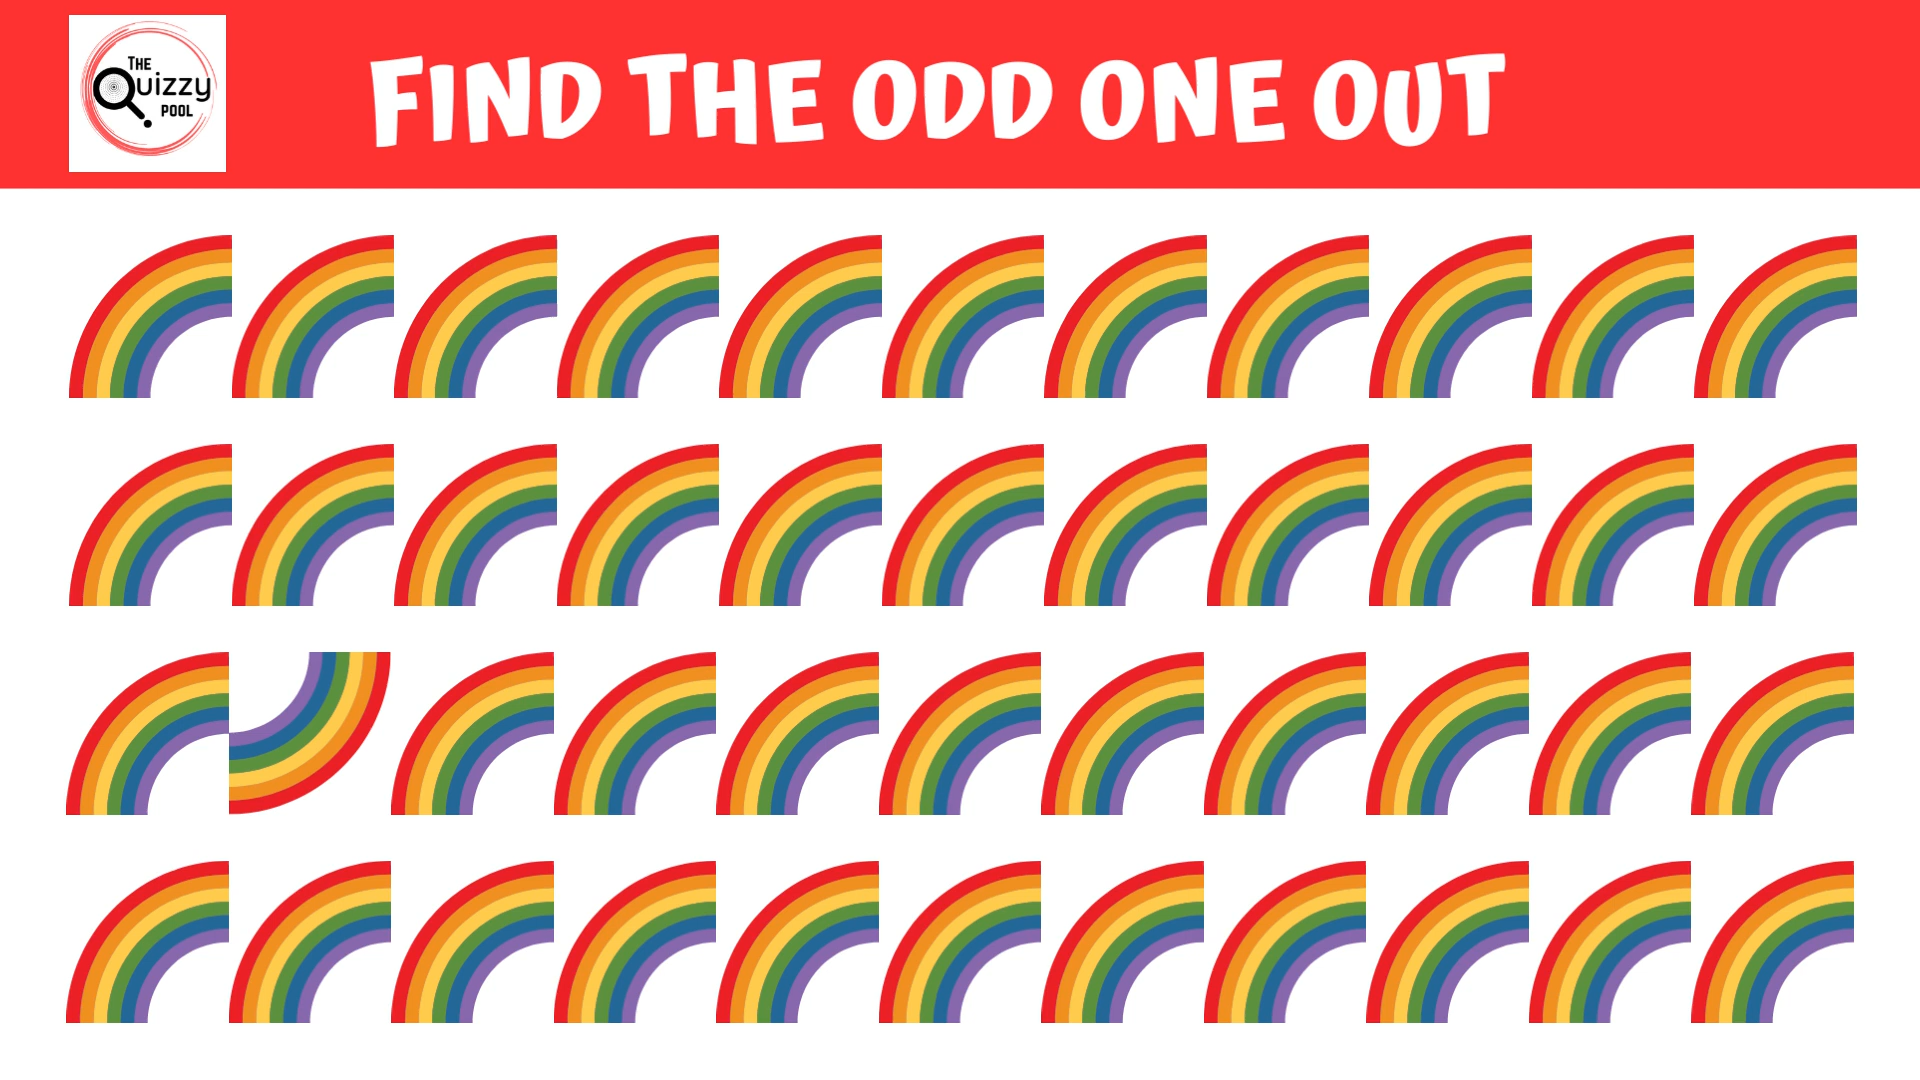 THE
Quizzy
POOL
FIND THE ODD ONE OUT